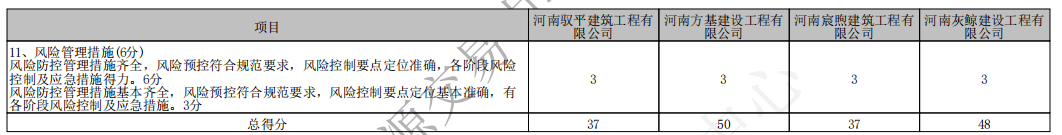 项目 河南驭平建筑工程有限公司 河南方基建设工程有限公司 河南宸煦建筑工程有限公司 河南灰鲸建设工程有限公司
11、风险管理措施(6分)
风险防控管理措施齐全，风险预控符合规范要求，风险控制要点定位准确，各阶段风险
控制及应急措施得力。6分
风险防控管理措施基本齐全，风险预控符合规范要求，风险控制要点定位基本准确，有
各阶段风险控制及应急措施。3分
3 3 3 3
总得分 37 50 37 48
源交易
中心